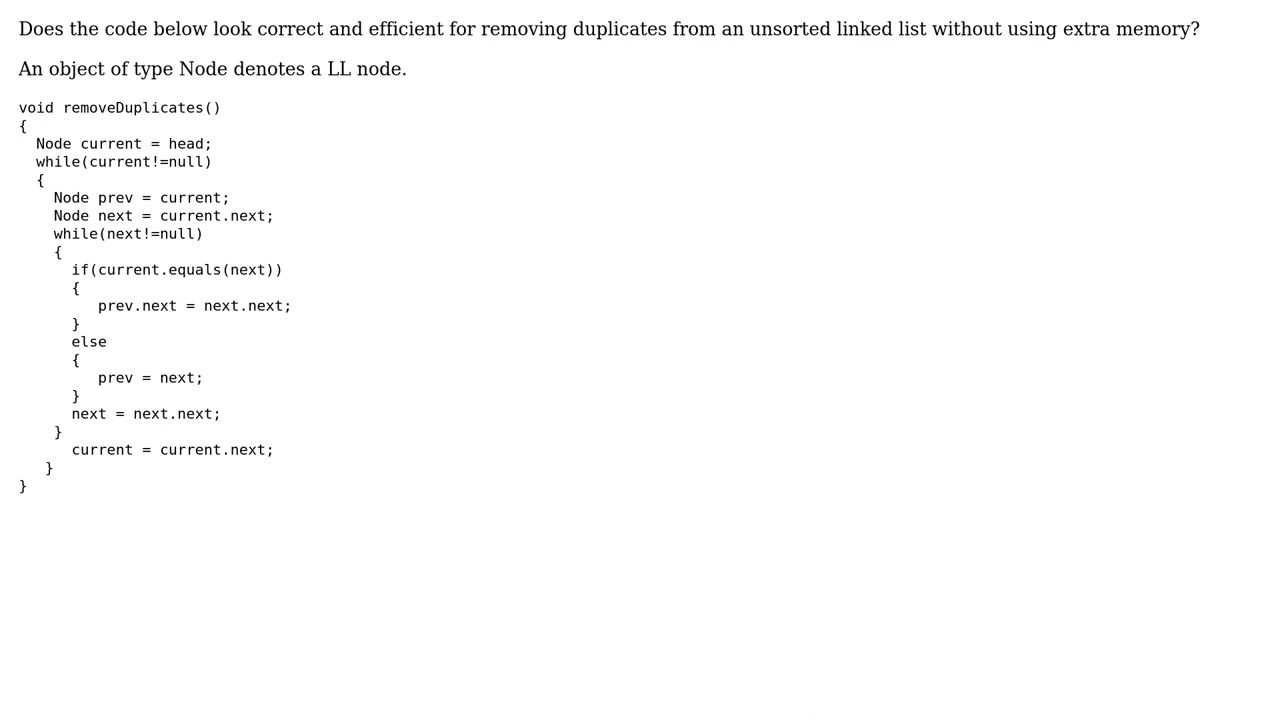 Does the code below look correct and efficient for removing duplicates from an unsorted linked list without using extra memory?
An object of type Node denotes a LL node.
void removeDuplicates()
{
  Node current = head;
  while(current!=null)
  {
    Node prev = current;
    Node next = current.next;
    while(next!=null)
    {
      if(current.equals(next))
      {
         prev.next = next.next;
      }
      else
      {
         prev = next;
      }
      next = next.next;
    }
      current = current.next;
   }
}